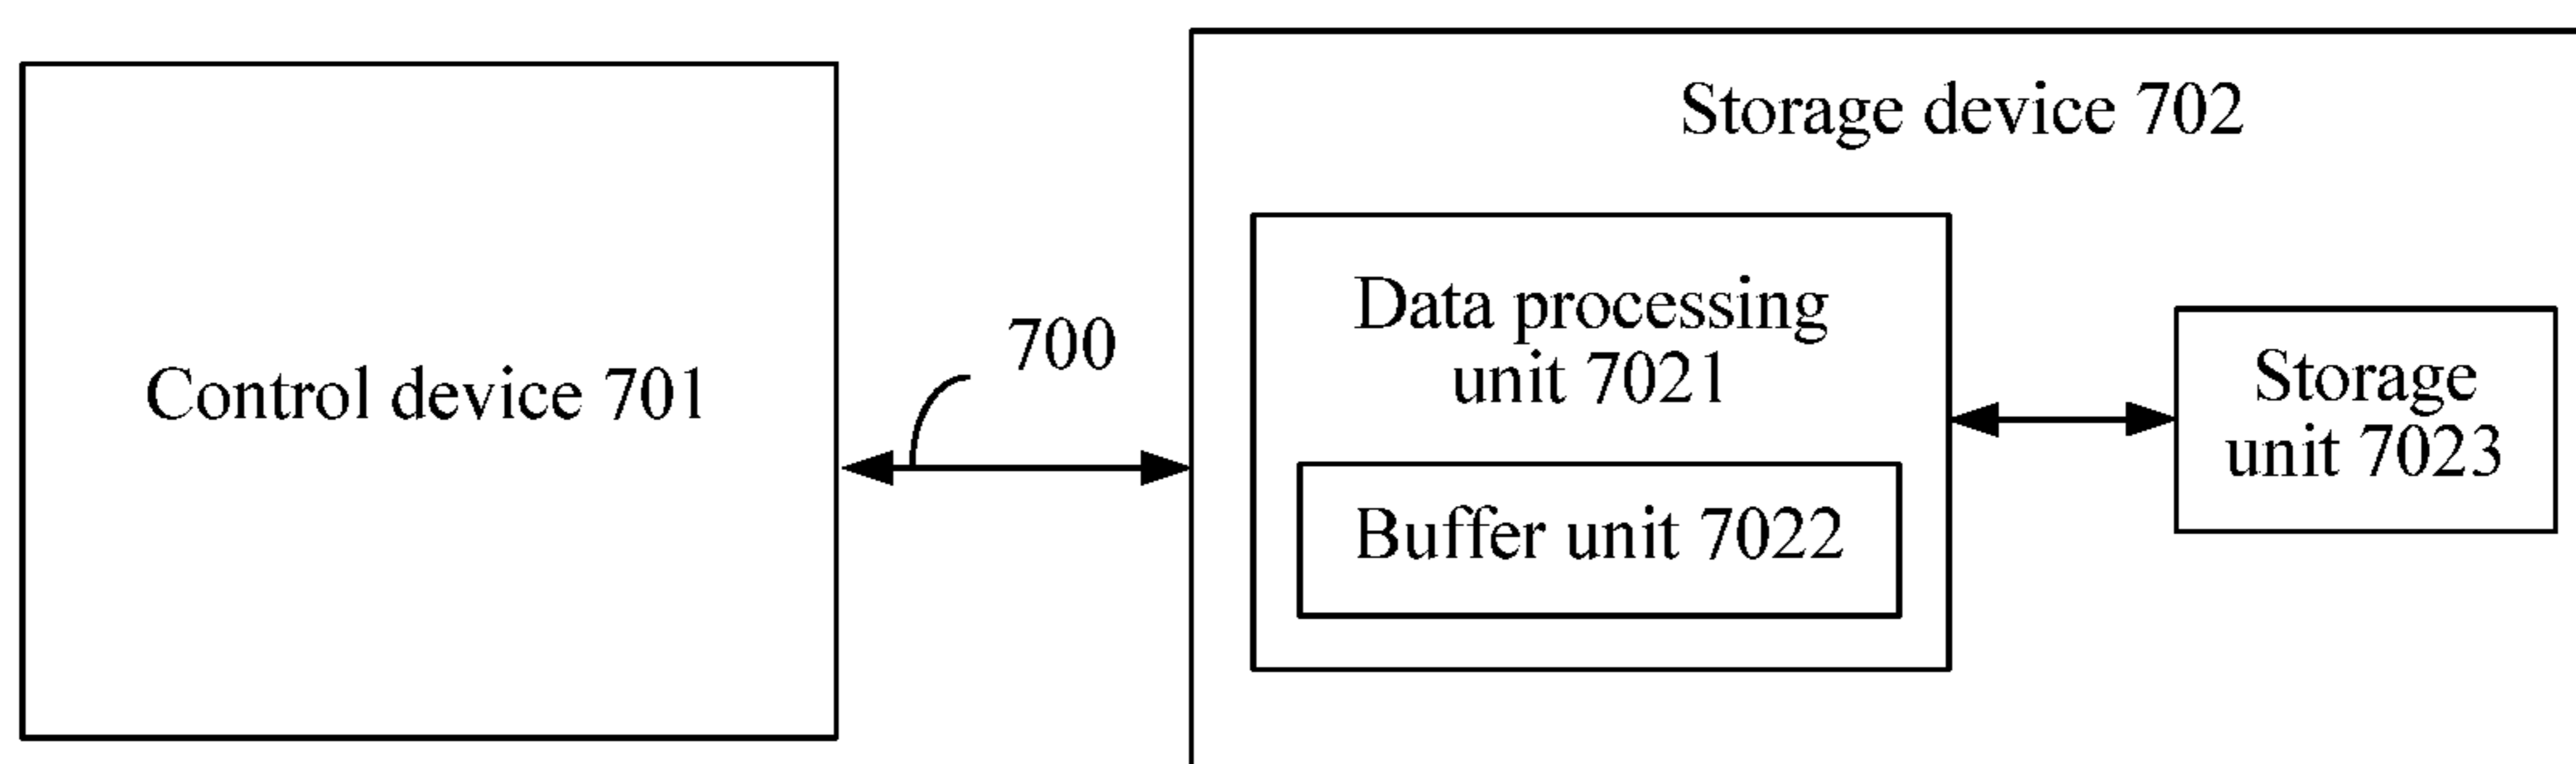 Control device 701
700
Storage device 702
Data processing
unit 7021
Buffer unit 7022
Storage
unit 7023